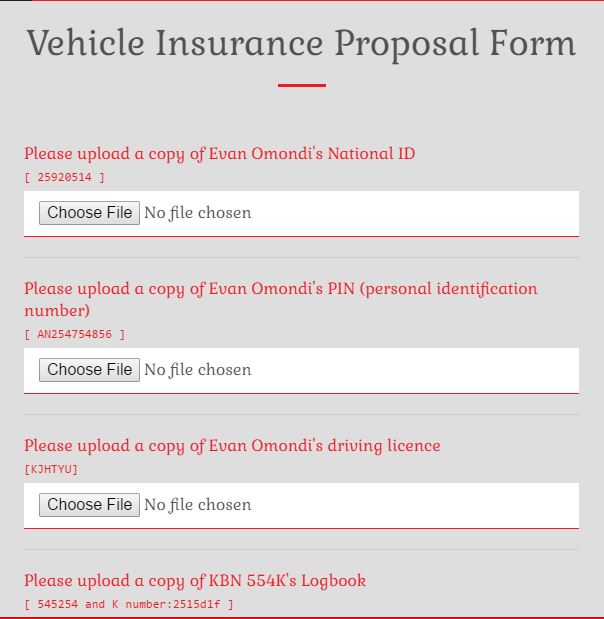 Vehicle Insurance Proposal Form
Please upload a copy of Evan Omondi's National ID
[ 25920514 ]
Choose File No file chosen
Please upload a copy of Evan Omondi's PIN (personal identification
number)
[ AN254754856 ]
Choose File No file chosen
Please upload a copy of Evan Omondi's driving licence
[KJHTYU]
Choose File No file chosen
Please upload a copy of KBN 554K's Logbook
[ 545254 and K number:2515d1f ]